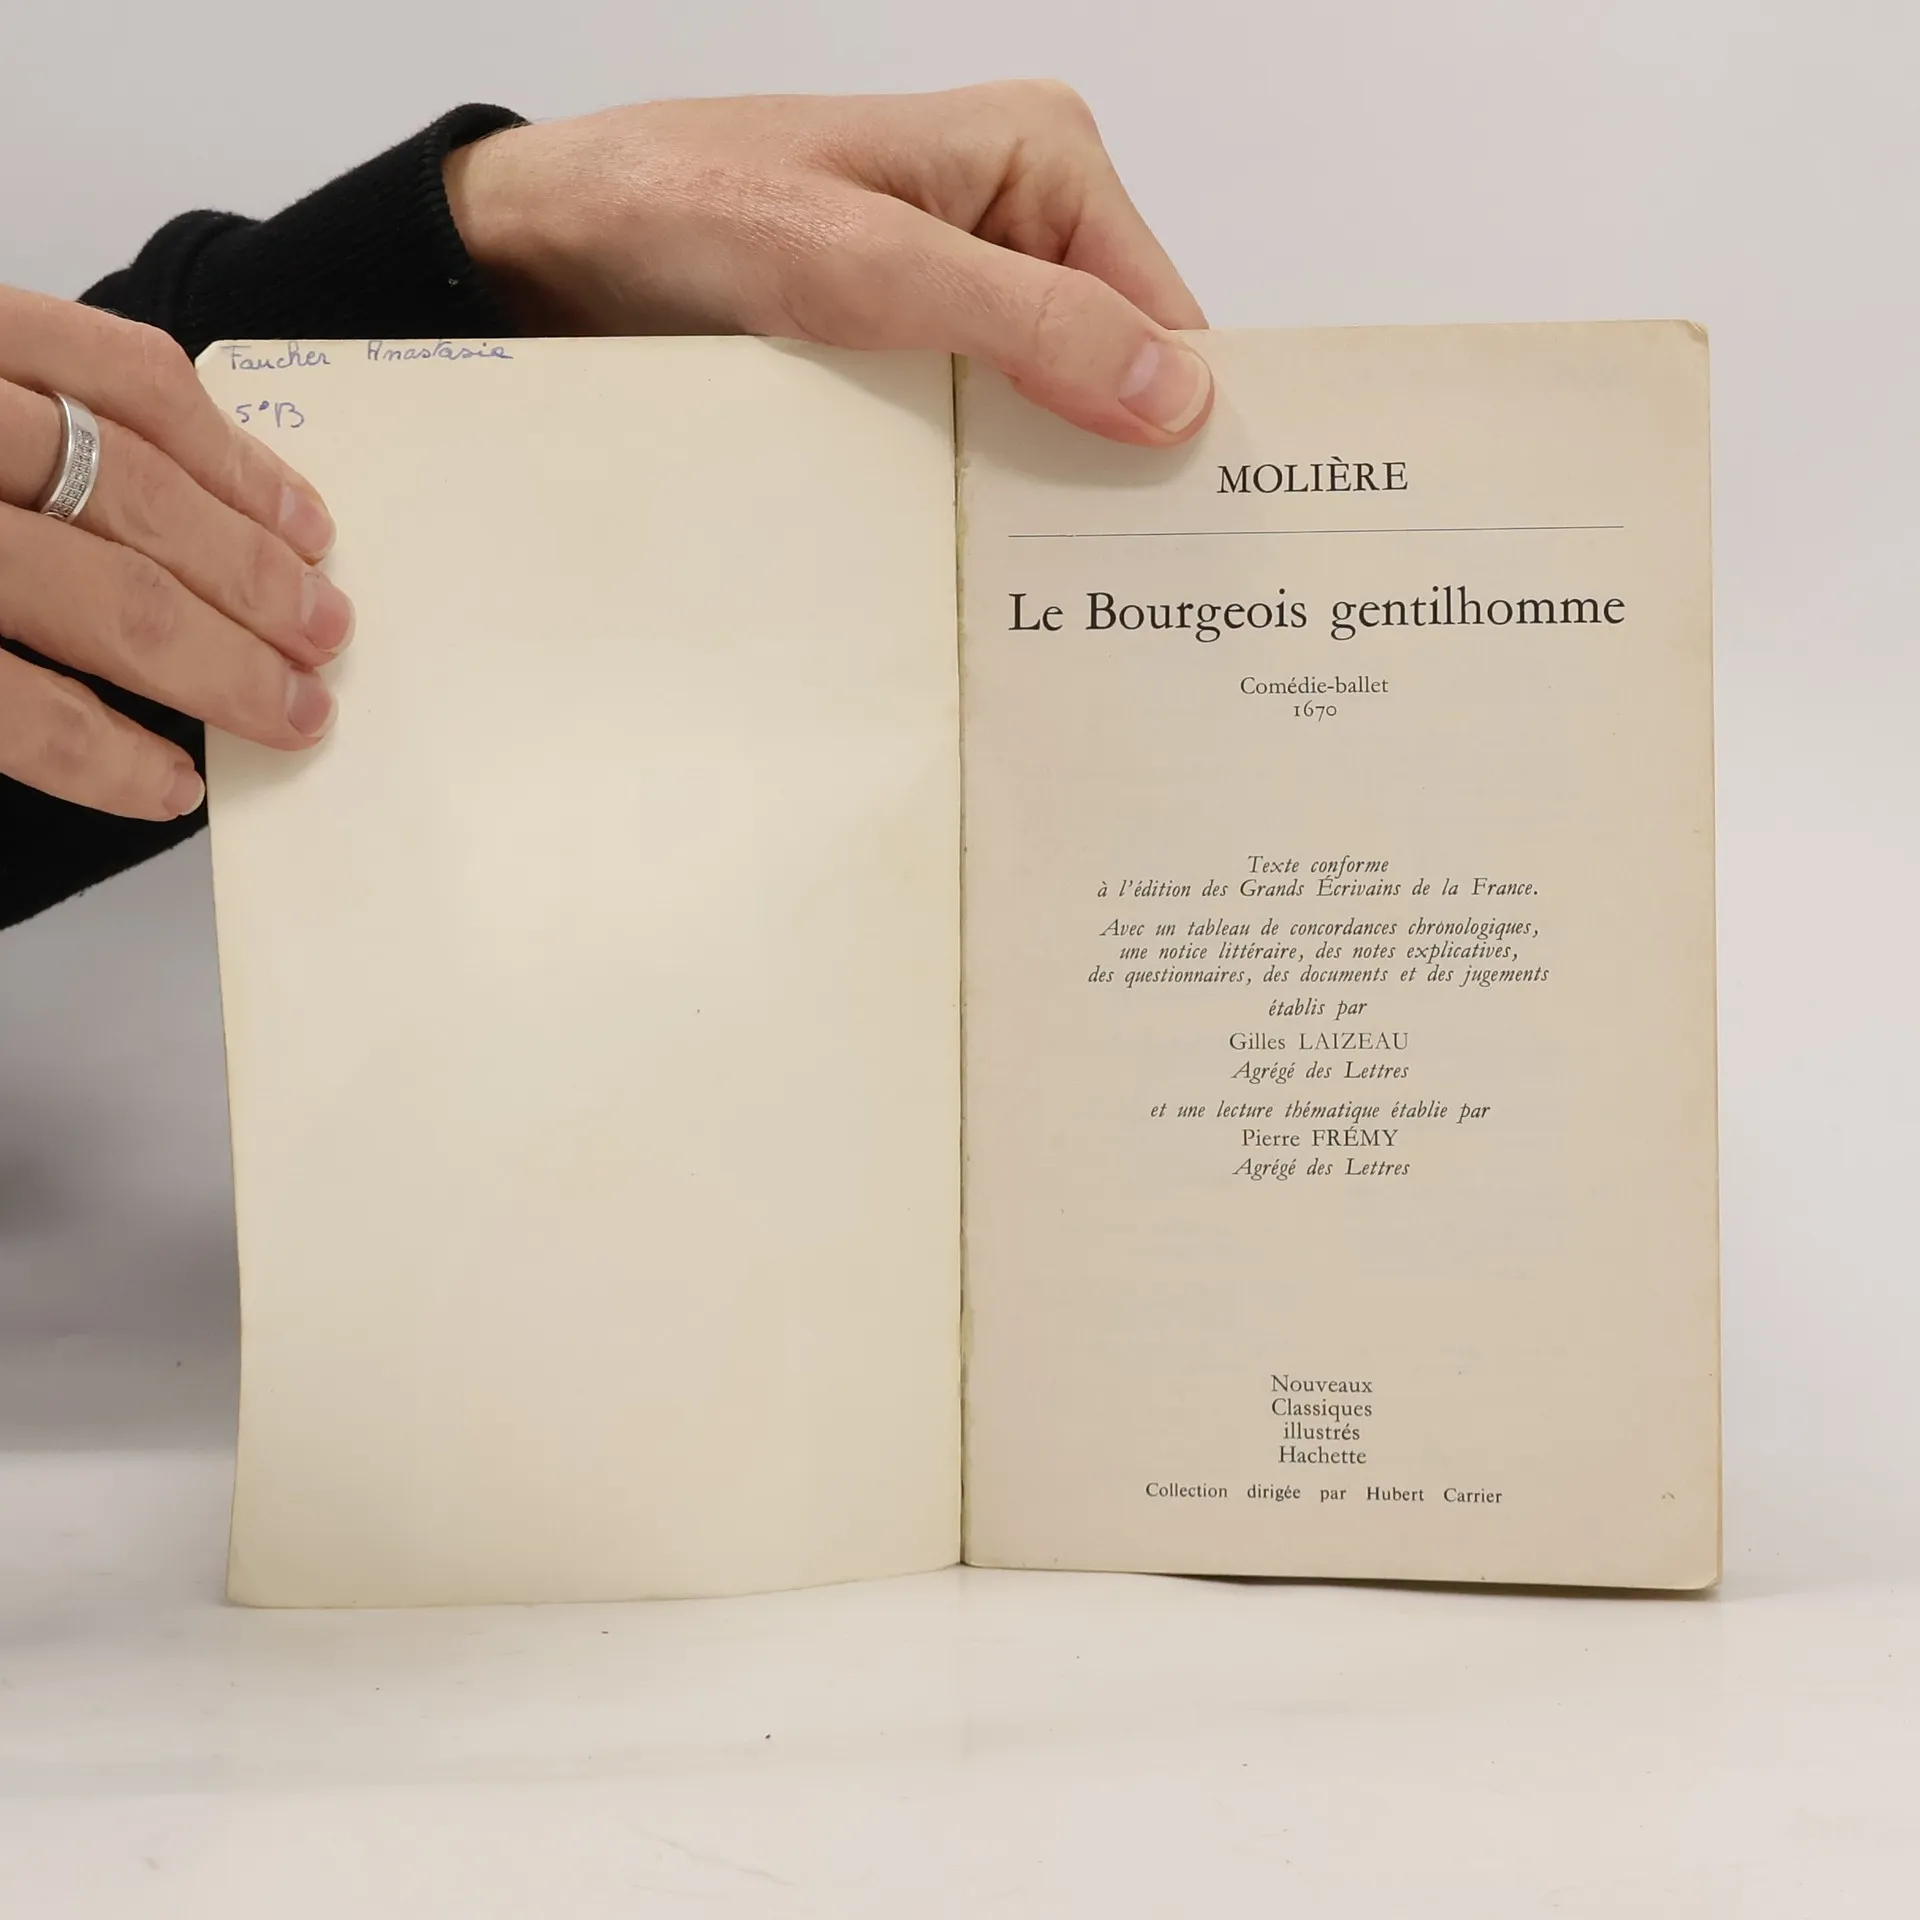 Faucher Anastasie
5°B
MOLIÈRE
Le Bourgeois gentilhomme
Comédie-ballet
1670
Texte conforme
à l'édition des Grands Écrivains de la France.
Avec un tableau de concordances chronologiques,
une notice littéraire, des notes explicatives,
des questionnaires, des documents et des jugements
établis par
Gilles LAIZEAU
Agrégé des Lettres
et une lecture thématique établie par
Pierre FRÉMY
Agrégé des Lettres
Nouveaux
Classiques
illustrés
Hachette
Collection dirigée par Hubert Carrier